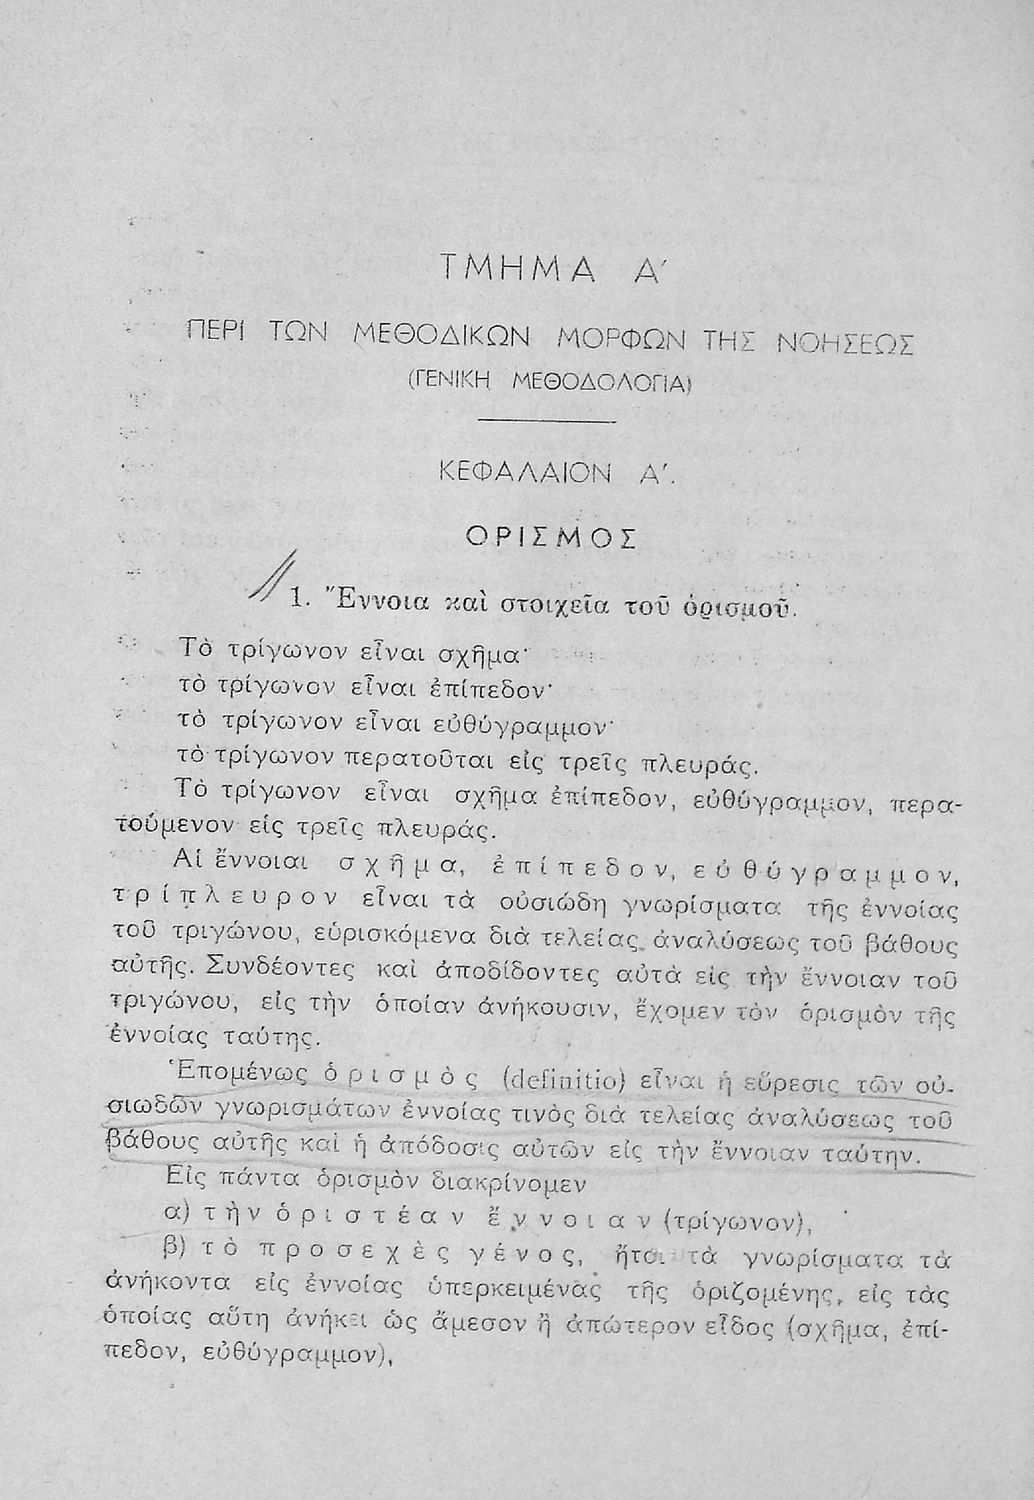 ΤΜΗΜΑ Α′
ΠΕΡΙ ΤΩΝ ΜΕΘΟΔΙΚΩΝ ΜΟΡΦΩΝ ΤΗΣ ΝΟΗΣΕΩΣ
(ΓΕΝΙΚΗ ΜΕΘΟΔΟΛΟΓΙΑ)
ΚΕΦΑΛΑΙΟΝ Α′.
ΟΡΙΣΜΟΣ
1. Ἔννοια καὶ στοιχεῖα τοῦ ὁρισμοῦ.
Τὸ τρίγωνον εἶναι σχῆμα·
τὸ τρίγωνον εἶναι ἐπίπεδον·
τὸ τρίγωνον εἶναι εὐθύγραμμον·
τὸ τρίγωνον περατοῦται εἰς τρεῖς πλευράς.
Τὸ τρίγωνον εἶναι σχῆμα ἐπίπεδον, εὐθύγραμμον, περα-
τούμενον εἰς τρεῖς πλευράς.
Αἱ ἔννοιαι σχῆμα, ἐπίπεδον, εὐθύγραμμον,
τρίπλευρον εἶναι τὰ οὐσιώδη γνωρίσματα τῆς ἐννοίας
τοῦ τριγώνου, εὑρισκόμενα διὰ τελείας ἀναλύσεως τοῦ βάθους
αὐτῆς. Συνδέοντες καὶ ἀποδίδοντες αὐτὰ εἰς τὴν ἔννοιαν τοῦ
τριγώνου, εἰς τὴν ὁποίαν ἀνήκουσιν, ἔχομεν τὸν ὁρισμὸν τῆς
ἐννοίας ταύτης.
Ἑπομένως ὁρισμὸς (definitio) εἶναι ἡ εὕρεσις τῶν οὐ-
σιωδῶν γνωρισμάτων ἐννοίας τινὸς διὰ τελείας ἀναλύσεως τοῦ
βάθους αὐτῆς καὶ ἡ ἀπόδοσις αὐτῶν εἰς τὴν ἔννοιαν ταύτην.
Εἰς πάντα ὁρισμὸν διακρίνομεν
α) τὴν ὁριστέαν ἔννοιαν (τρίγωνον),
β) τὸ προσεχὲς γένος, ἤτοι τὰ γνωρίσματα τὰ
ἀνήκοντα εἰς ἐννοίας ὑπερκειμένας τῆς ὁριζομένης, εἰς τὰς
ὁποίας αὕτη ἀνήκει ὡς ἄμεσον ἢ ἀπώτερον εἶδος (σχῆμα, ἐπί-
πεδον, εὐθύγραμμον),